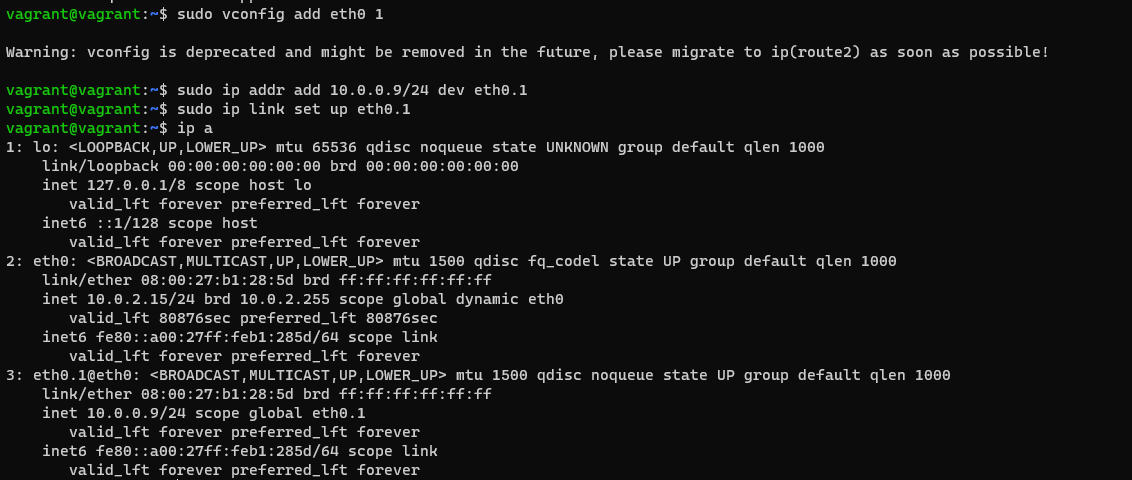 vagrant@vagrant:~$ sudo vconfig add eth0 1
Warning: vconfig is deprecated and might be removed in the future, please migrate to ip(route2) as soon as possible!
vagrant@vagrant:~$ sudo ip addr add 10.0.0.9/24 dev eth0.1
vagrant@vagrant:~$ sudo ip link set up eth0.1
vagrant@vagrant:~$ ip a
1: lo: <LOOPBACK,UP,LOWER_UP> mtu 65536 qdisc noqueue state UNKNOWN group default qlen 1000
    link/loopback 00:00:00:00:00:00 brd 00:00:00:00:00:00
    inet 127.0.0.1/8 scope host lo
       valid_lft forever preferred_lft forever
    inet6 ::1/128 scope host
       valid_lft forever preferred_lft forever
2: eth0: <BROADCAST,MULTICAST,UP,LOWER_UP> mtu 1500 qdisc fq_codel state UP group default qlen 1000
    link/ether 08:00:27:b1:28:5d brd ff:ff:ff:ff:ff:ff
    inet 10.0.2.15/24 brd 10.0.2.255 scope global dynamic eth0
       valid_lft 80876sec preferred_lft 80876sec
    inet6 fe80::a00:27ff:feb1:285d/64 scope link
       valid_lft forever preferred_lft forever
3: eth0.1@eth0: <BROADCAST,MULTICAST,UP,LOWER_UP> mtu 1500 qdisc noqueue state UP group default qlen 1000
    link/ether 08:00:27:b1:28:5d brd ff:ff:ff:ff:ff:ff
    inet 10.0.0.9/24 scope global eth0.1
       valid_lft forever preferred_lft forever
    inet6 fe80::a00:27ff:feb1:285d/64 scope link
       valid_lft forever preferred_lft forever